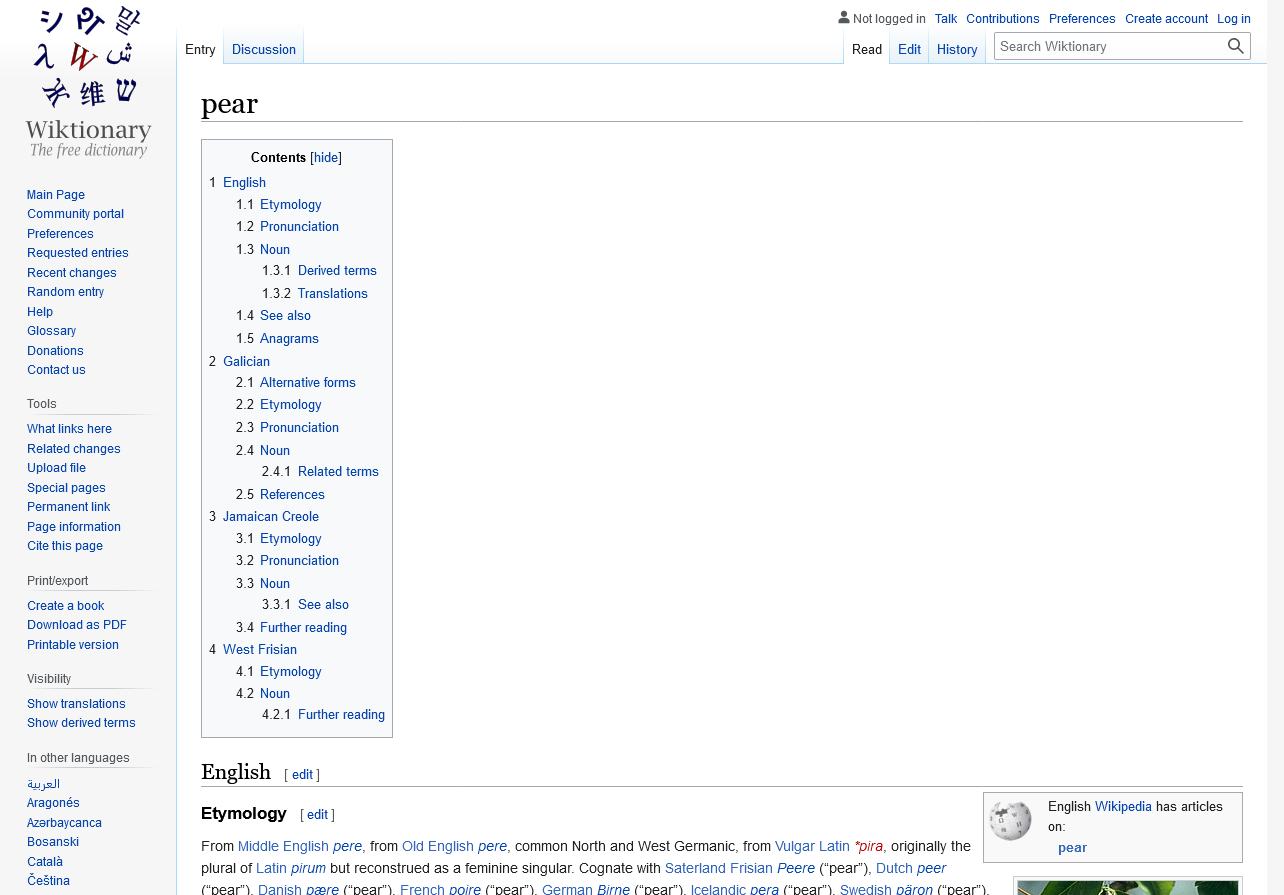 Not logged in Talk Contributions Preferences Create account Log in
Entry Discussion
Read Edit History
Search Wiktionary
Wiktionary
The free dictionary
Main Page
Community portal
Preferences
Requested entries
Recent changes
Random entry
Help
Glossary
Donations
Contact us
Tools
What links here
Related changes
Upload file
Special pages
Permanent link
Page information
Cite this page
Print/export
Create a book
Download as PDF
Printable version
Visibility
Show translations
Show derived terms
In other languages
العربية
Aragonés
Azərbaycanca
Bosanski
Català
Čeština
pear
Contents [hide]
1 English
1.1 Etymology
1.2 Pronunciation
1.3 Noun
1.3.1 Derived terms
1.3.2 Translations
1.4 See also
1.5 Anagrams
2 Galician
2.1 Alternative forms
2.2 Etymology
2.3 Pronunciation
2.4 Noun
2.4.1 Related terms
2.5 References
3 Jamaican Creole
3.1 Etymology
3.2 Pronunciation
3.3 Noun
3.3.1 See also
3.4 Further reading
4 West Frisian
4.1 Etymology
4.2 Noun
4.2.1 Further reading
English [ edit ]
Etymology [ edit ]
From Middle English pere, from Old English pere, common North and West Germanic, from Vulgar Latin *pira, originally the
plural of Latin pirum but reconstrued as a feminine singular. Cognate with Saterland Frisian Peere (“pear”), Dutch peer
(“pear”), Danish pære (“pear”), French poire (“pear”), German Birne (“pear”), Icelandic pera (“pear”), Swedish päron (“pear”),
English Wikipedia has articles
on:
pear